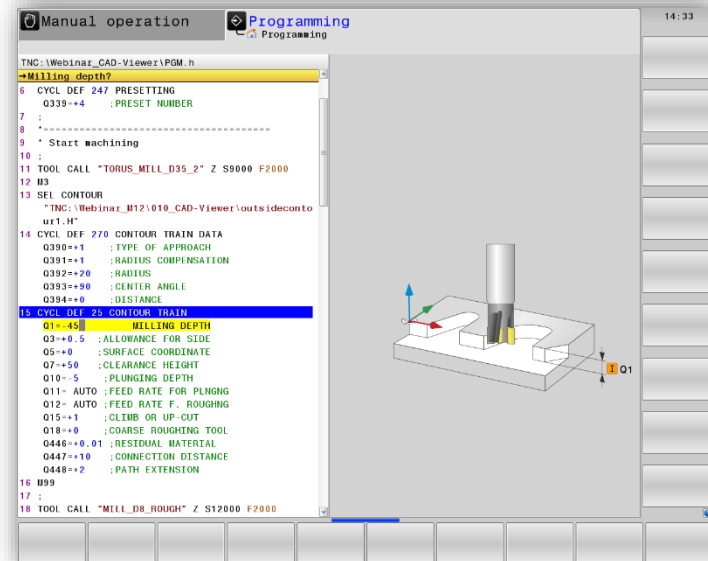 Manual operation
Programming
Programming
14:33
TNC:\Webinar_CAD-Viewer\PGM.h
→Milling depth?
6 CYCL DEF 247 PRESETTING
Q339=+4 ;PRESET NUMBER
7 ;
8 *--------------------------------------
9 * Start machining
10 ;
11 TOOL CALL "TORUS_MILL_D35_2" Z S9000 F2000
12 M3
13 SEL CONTOUR
"TNC:\Webinar_M12\010_CAD-Viewer\outsideconto
ur1.H"
14 CYCL DEF 270 CONTOUR TRAIN DATA
Q390=+1 ;TYPE OF APPROACH
Q391=+1 ;RADIUS COMPENSATION
Q392=+20 ;RADIUS
Q393=+90 ;CENTER ANGLE
Q394=+0 ;DISTANCE
15 CYCL DEF 25 CONTOUR TRAIN
Q1=-45 MILLING DEPTH
Q3=+0.5 ;ALLOWANCE FOR SIDE
Q5=+0 ;SURFACE COORDINATE
Q7=+50 ;CLEARANCE HEIGHT
Q10=-5 ;PLUNGING DEPTH
Q11= AUTO ;FEED RATE FOR PLNGNG
Q12= AUTO ;FEED RATE F. ROUGHNG
Q15=+1 ;CLIMB OR UP-CUT
Q18=+0 ;COARSE ROUGHING TOOL
Q446=+0.01 ;RESIDUAL MATERIAL
Q447=+10 ;CONNECTION DISTANCE
Q448=+2 ;PATH EXTENSION
16 M99
17 ;
18 TOOL CALL "MILL_D8_ROUGH" Z S12000 F2000
I Q1